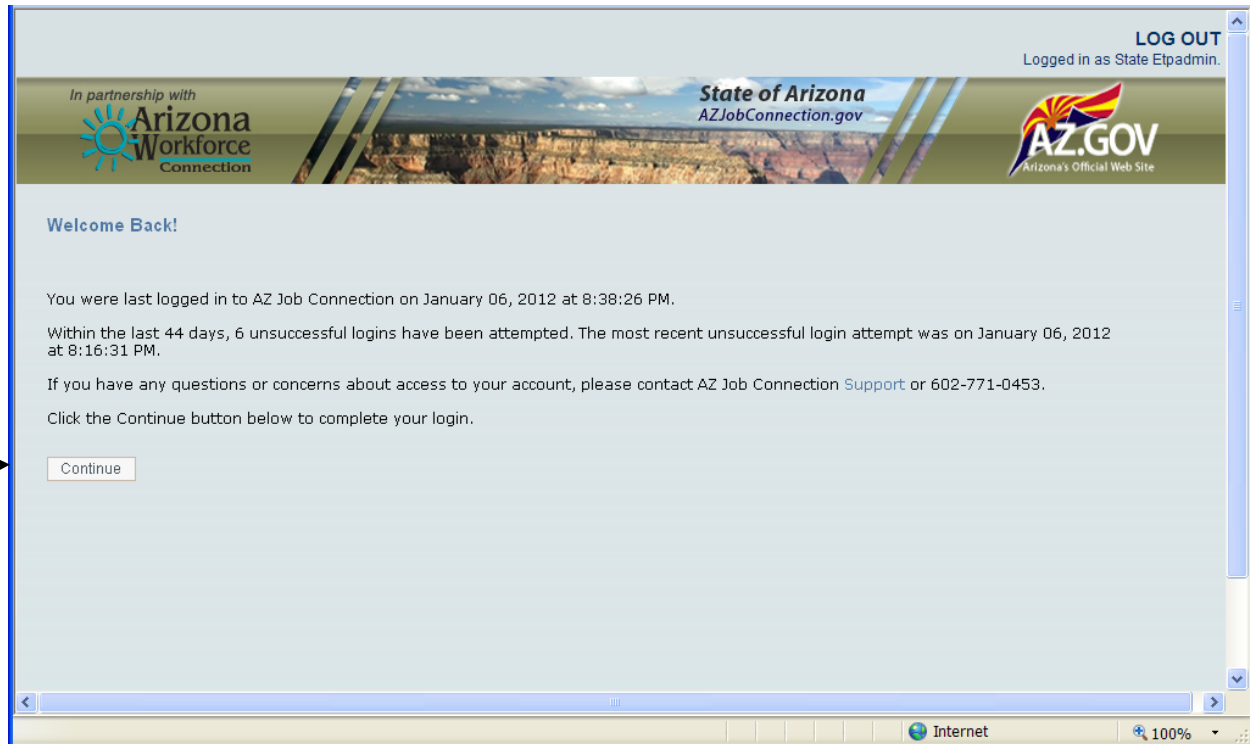 LOG OUT
Logged in as State Etpadmin.
In partnership with
Arizona
Workforce
Connection
State of Arizona
AZJobConnection.gov
AZ.GOV
Arizona's Official Web Site
Welcome Back!
You were last logged in to AZ Job Connection on January 06, 2012 at 8:38:26 PM.
Within the last 44 days, 6 unsuccessful logins have been attempted. The most recent unsuccessful login attempt was on January 06, 2012
at 8:16:31 PM.
If you have any questions or concerns about access to your account, please contact AZ Job Connection Support or 602-771-0453.
Click the Continue button below to complete your login.
Continue
Internet
100%